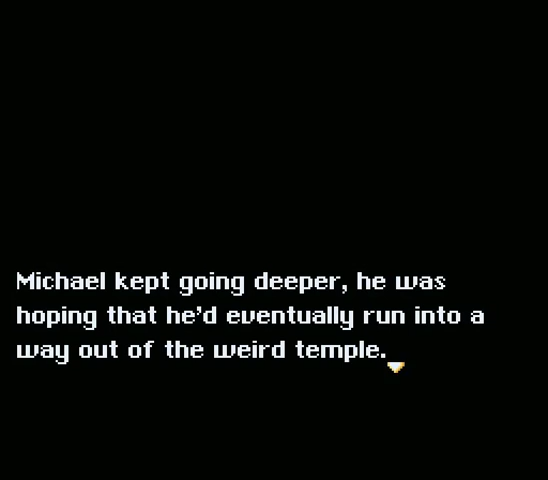 Michael kept going deeper, he was
hoping that he'd eventually run into a
way out of the weird temple.